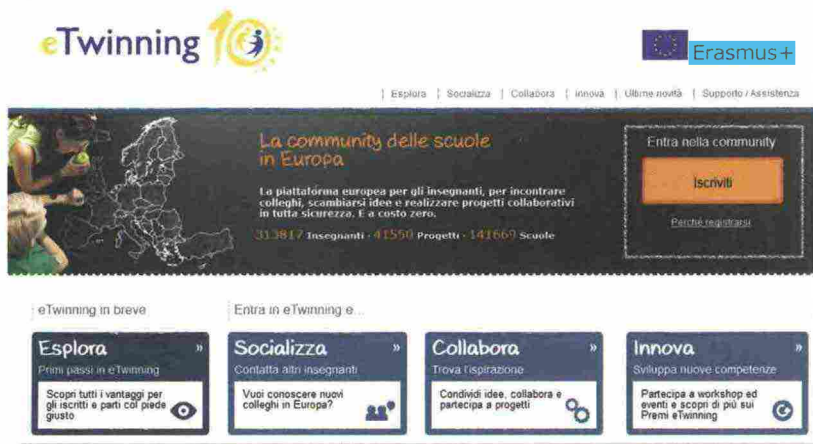 eTwinning 10
Erasmus+
Esplora | Socializza | Collabora | Innova | Ultime novità | Supporto / Assistenza
La community delle scuole
in Europa
La piattaforma europea per gli insegnanti, per incontrare
colleghi, scambiarsi idee e realizzare progetti collaborativi
in tutta sicurezza. E a costo zero.
313817 Insegnanti · 41550 Progetti · 141669 Scuole
Entra nella community
Iscriviti
Perché registrarsi
eTwinning in breve
Entra in eTwinning e...
Esplora »
Primi passi in eTwinning
Scopri tutti i vantaggi per
gli iscritti e parti col piede
giusto
Socializza »
Contatta altri insegnanti
Vuoi conoscere nuovi
colleghi in Europa?
Collabora »
Trova l'ispirazione
Condividi idee, collabora e
partecipa a progetti
Innova »
Sviluppa nuove competenze
Partecipa a workshop ed
eventi e scopri di più sui
Premi eTwinning